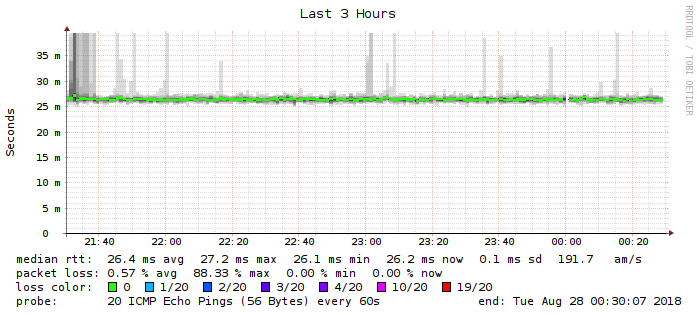 Last 3 Hours
RRDTOOL / TOBI OETIKER
Seconds
35 m
30 m
25 m
20 m
15 m
10 m
5 m
0
21:40 22:00 22:20 22:40 23:00 23:20 23:40 00:00 00:20
median rtt: 26.4 ms avg 27.2 ms max 26.1 ms min 26.2 ms now 0.1 ms sd 191.7 am/s
packet loss: 0.57 % avg 88.33 % max 0.00 % min 0.00 % now
loss color: 0 1/20 2/20 3/20 4/20 10/20 19/20
probe: 20 ICMP Echo Pings (56 Bytes) every 60s end: Tue Aug 28 00:30:07 2018